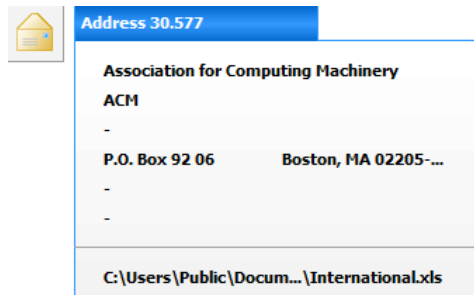 Address 30.577
Association for Computing Machinery
ACM
-
P.O. Box 92 06 Boston, MA 02205-...
-
-
C:\Users\Public\Docum...\International.xls